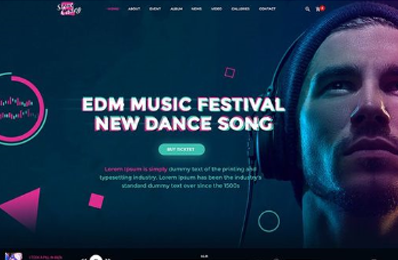 HOME ABOUT EVENT ALBUM NEWS VIDEO GALLERIES CONTACT
EDM MUSIC FESTIVAL
NEW DANCE SONG
BUY TICKET
Lorem Ipsum is simply dummy text of the printing and
typesetting industry. Lorem Ipsum has been the industry's
standard dummy text ever since the 1500s